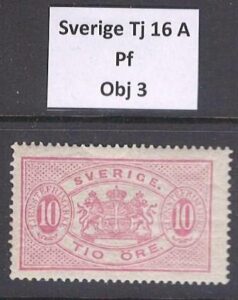 Sverige Tj 16 A
Pf
Obj 3
SVERIGE.
10
10
TIO ÖRE.